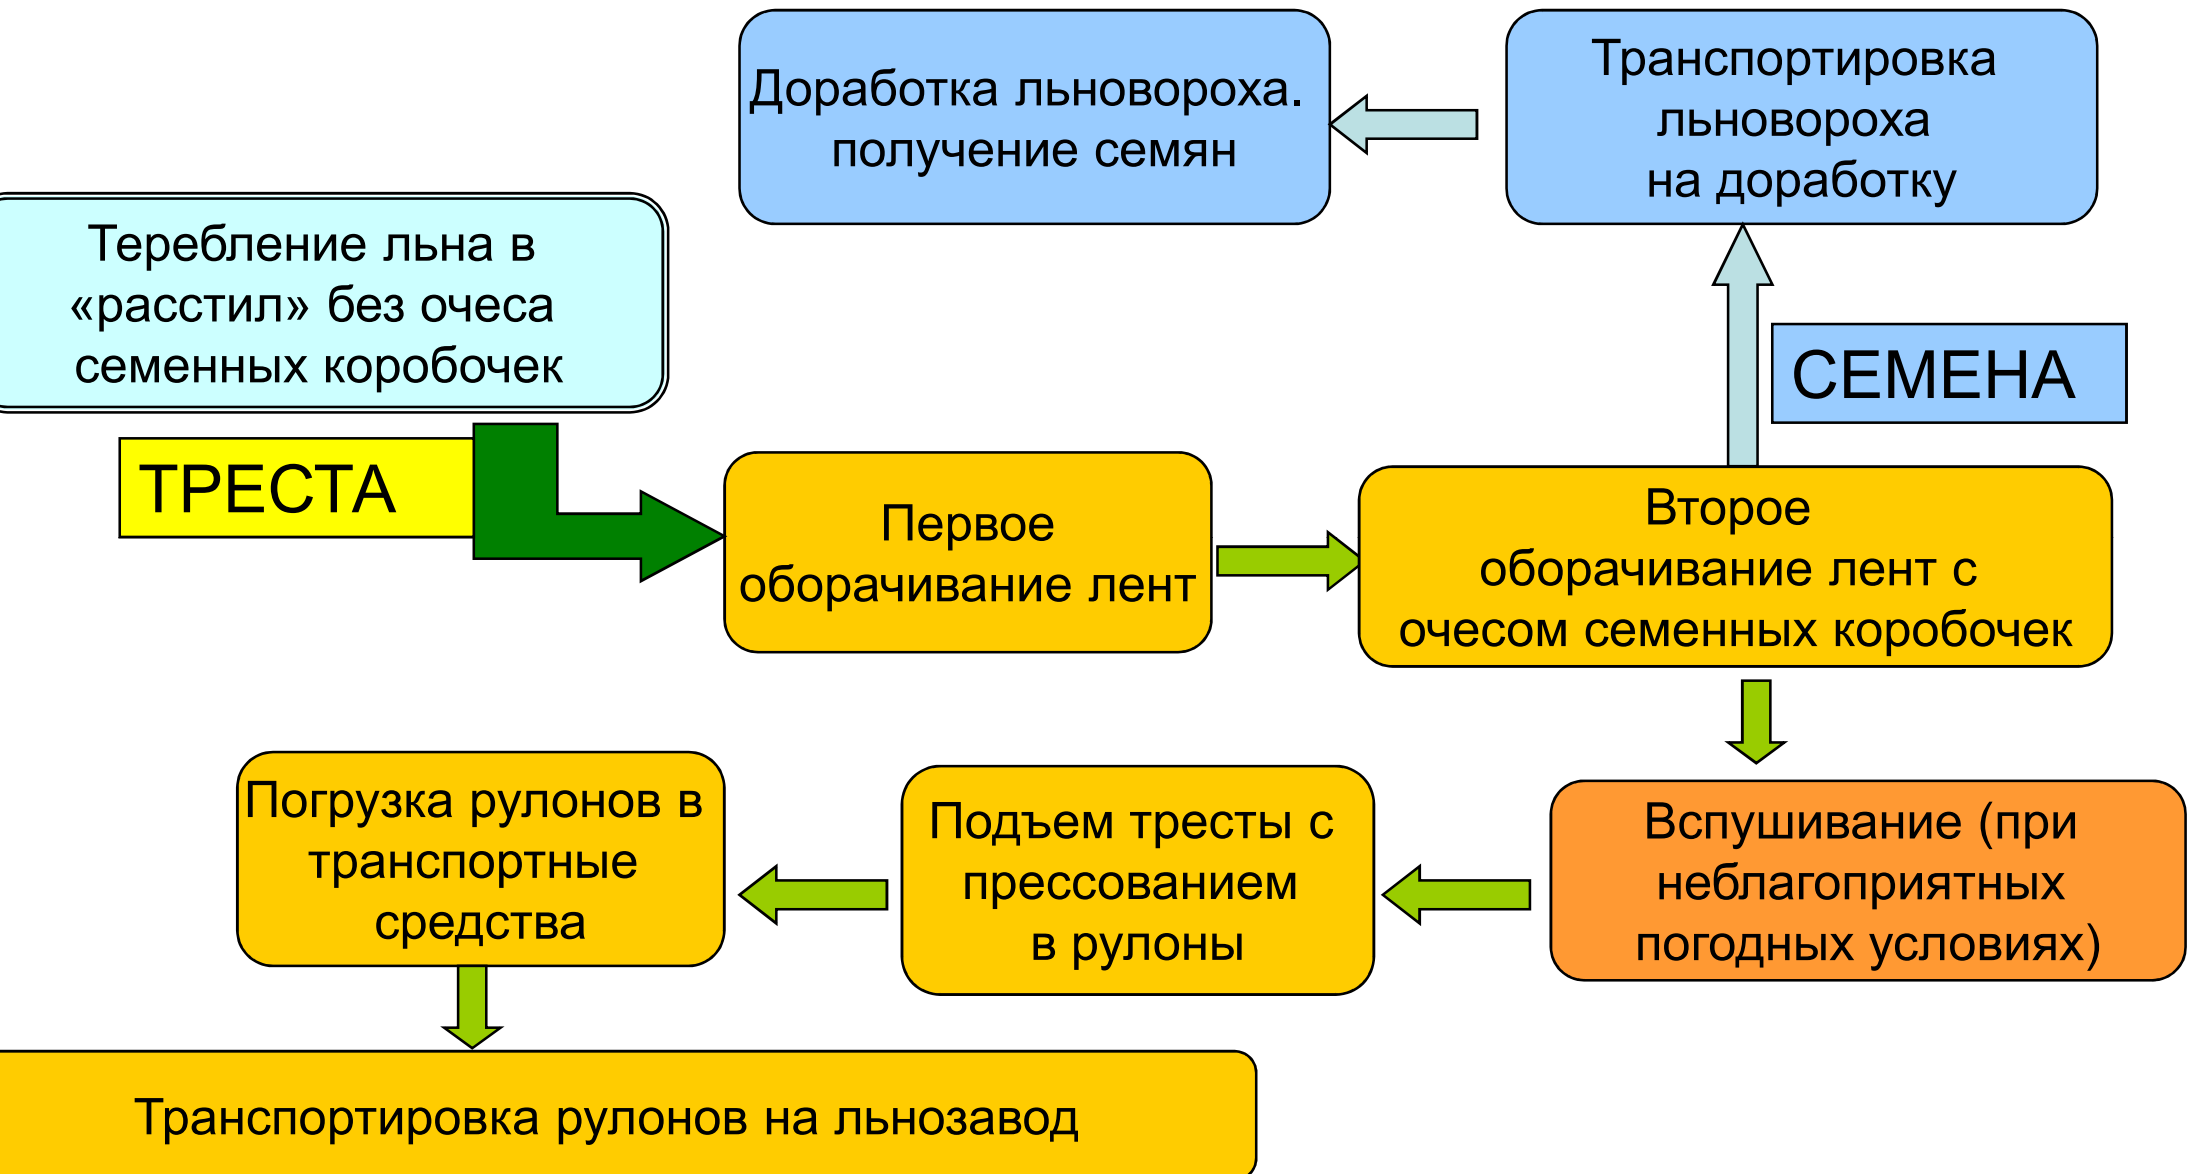 Доработка льновороха.
получение семян
Транспортировка
льновороха
на доработку
Теребление льна в
«расстил» без очеса
семенных коробочек
СЕМЕНА
ТРЕСТА
Первое
оборачивание лент
Второе
оборачивание лент с
очесом семенных коробочек
Погрузка рулонов в
транспортные
средства
Подъем тресты с
прессованием
в рулоны
Вспушивание (при
неблагоприятных
погодных условиях)
Транспортировка рулонов на льнозавод